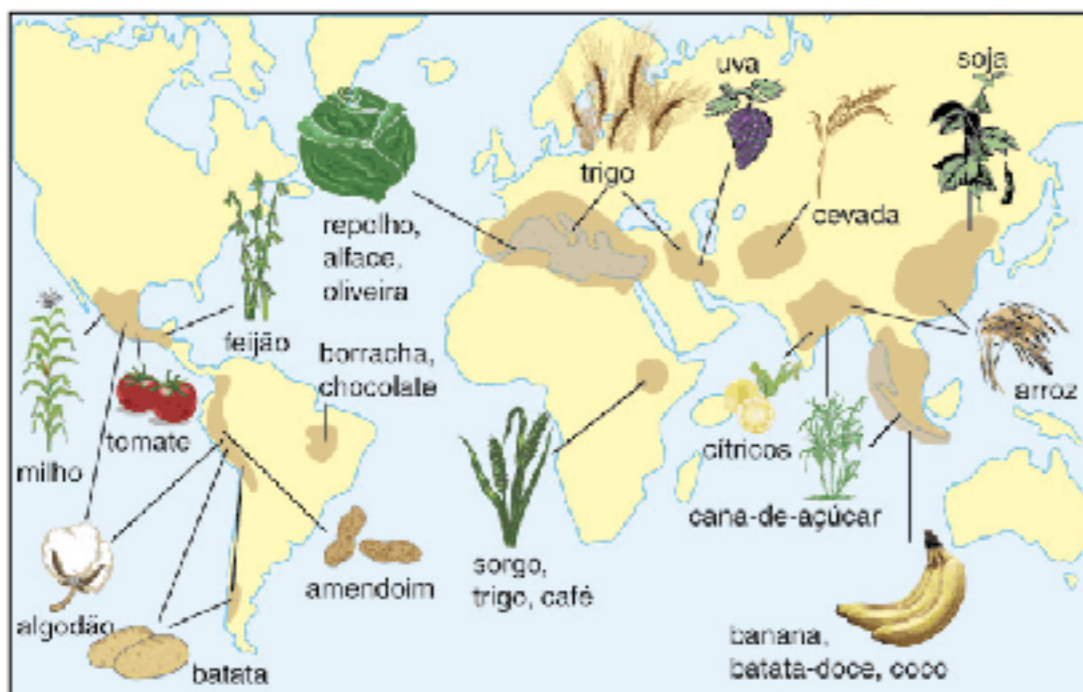 uva
soja
trigo
cevada
repolho,
alface,
oliveira
feijão
borracha,
chocolate
arroz
tomate
milho
cítricos
cana-de-açúcar
amendoim
sorgo,
trigo, café
algodão
batata
banana,
batata-doce, coco